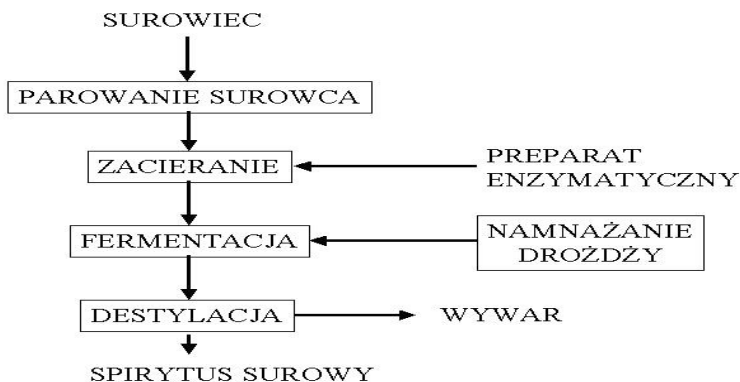 SUROWIEC
PAROWANIE SUROWCA
ZACIERANIE
PREPARAT
ENZYMATYCZNY
FERMENTACJA
NAMNAŻANIE
DROŻDŻY
DESTYLACJA
WYWAR
SPIRYTUS SUROWY